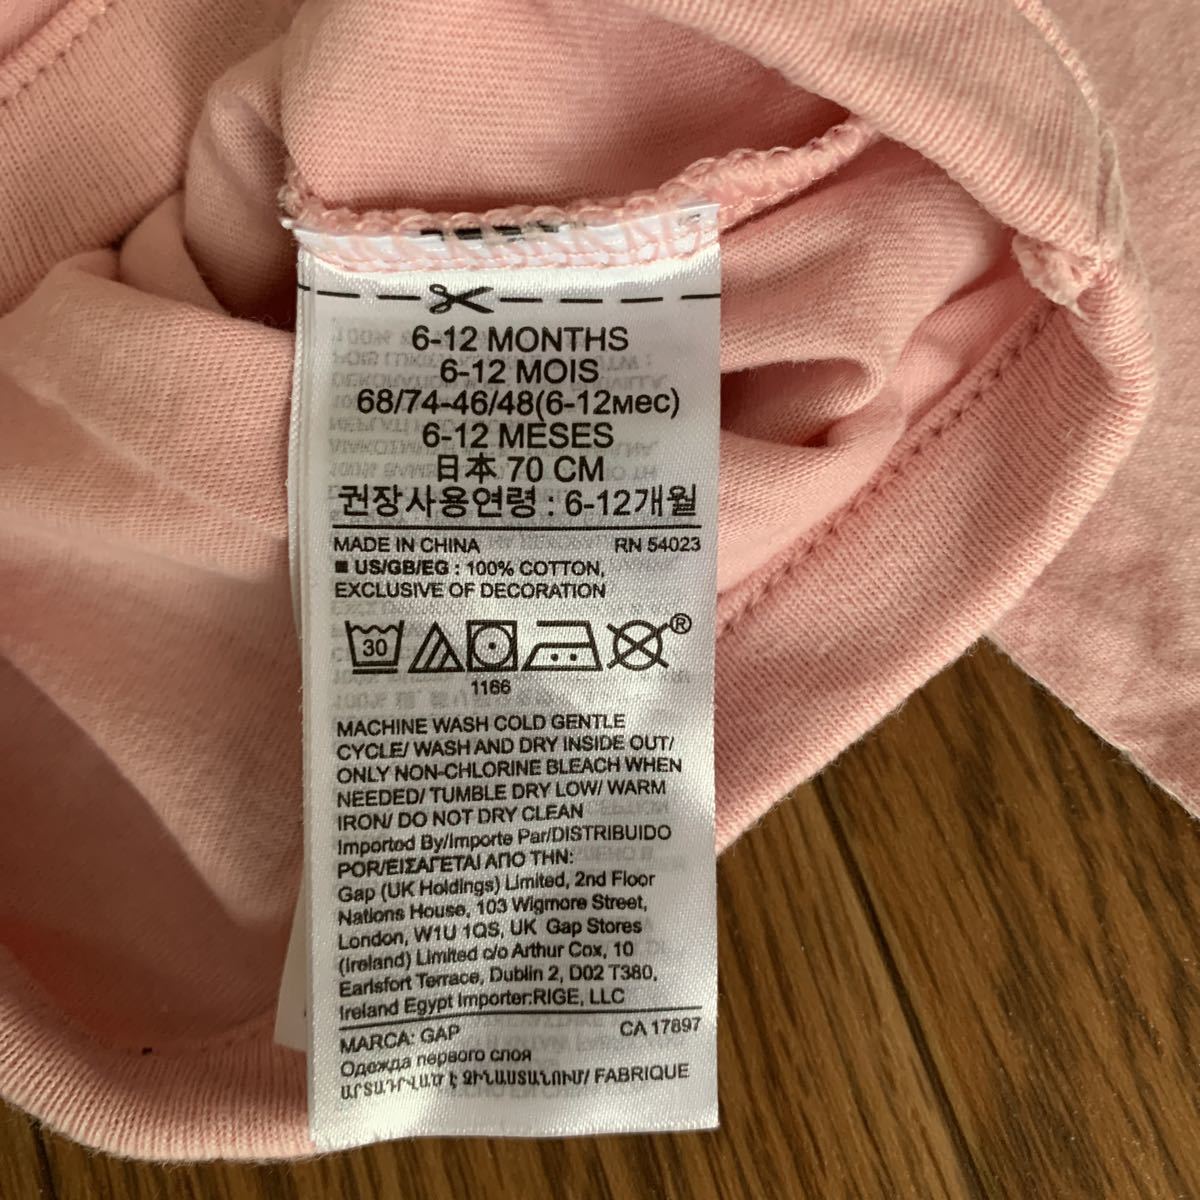 6-12 MONTHS
6-12 MOIS
68/74-46/48(6-12мес)
6-12 MESES
日本 70 CM
권장사용연령 : 6-12개월
MADE IN CHINA RN 54023
■ US/GB/EG : 100% COTTON,
EXCLUSIVE OF DECORATION
30 ®
1166
MACHINE WASH COLD GENTLE
CYCLE/ WASH AND DRY INSIDE OUT/
ONLY NON-CHLORINE BLEACH WHEN
NEEDED/ TUMBLE DRY LOW/ WARM
IRON/ DO NOT DRY CLEAN
Imported By/Importe Par/DISTRIBUIDO
POR/ΕΙΣΑΓΕΤΑΙ ΑΠΟ ΤΗΝ:
Gap (UK Holdings) Limited, 2nd Floor
Nations House, 103 Wigmore Street,
London, W1U 1QS, UK Gap Stores
(Ireland) Limited c/o Arthur Cox, 10
Earlsfort Terrace, Dublin 2, D02 T380,
Ireland Egypt Importer:RIGE, LLC
MARCA: GAP CA 17897
Одежда первого слоя
ԱՐՏԱԴՐՎԱԾ Է ՉԻՆԱՍՏԱՆՈՒՄ/ FABRIQUE